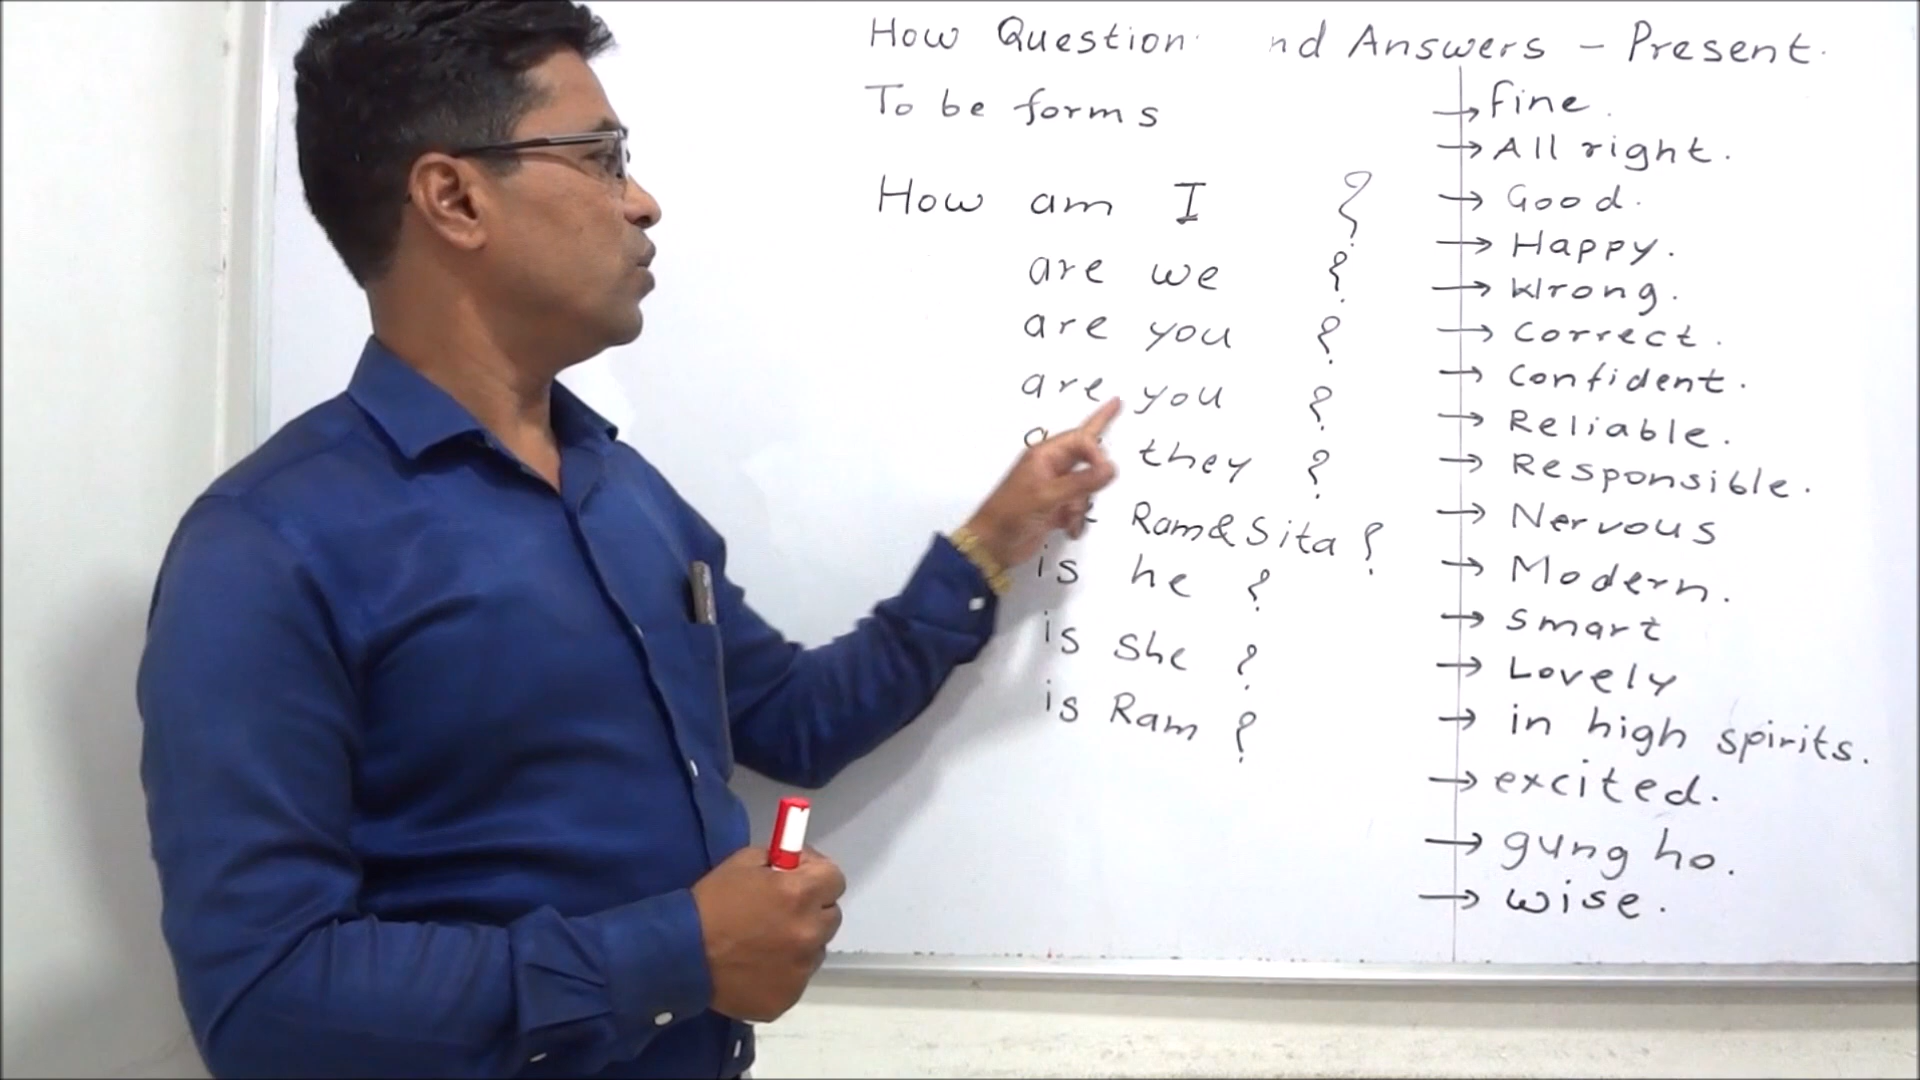 How Question nd Answers - Present.
To be forms
How am I ?
are we ?
are you ?
are you ?
they ?
Ram & Sita ?
is he ?
is she ?
is Ram ?
→ fine.
→ All right.
→ Good.
→ Happy.
→ Wrong.
→ Correct.
→ Confident.
→ Reliable.
→ Responsible.
→ Nervous
→ Modern.
→ Smart
→ Lovely
→ in high spirits.
→ excited.
→ gung ho.
→ wise.